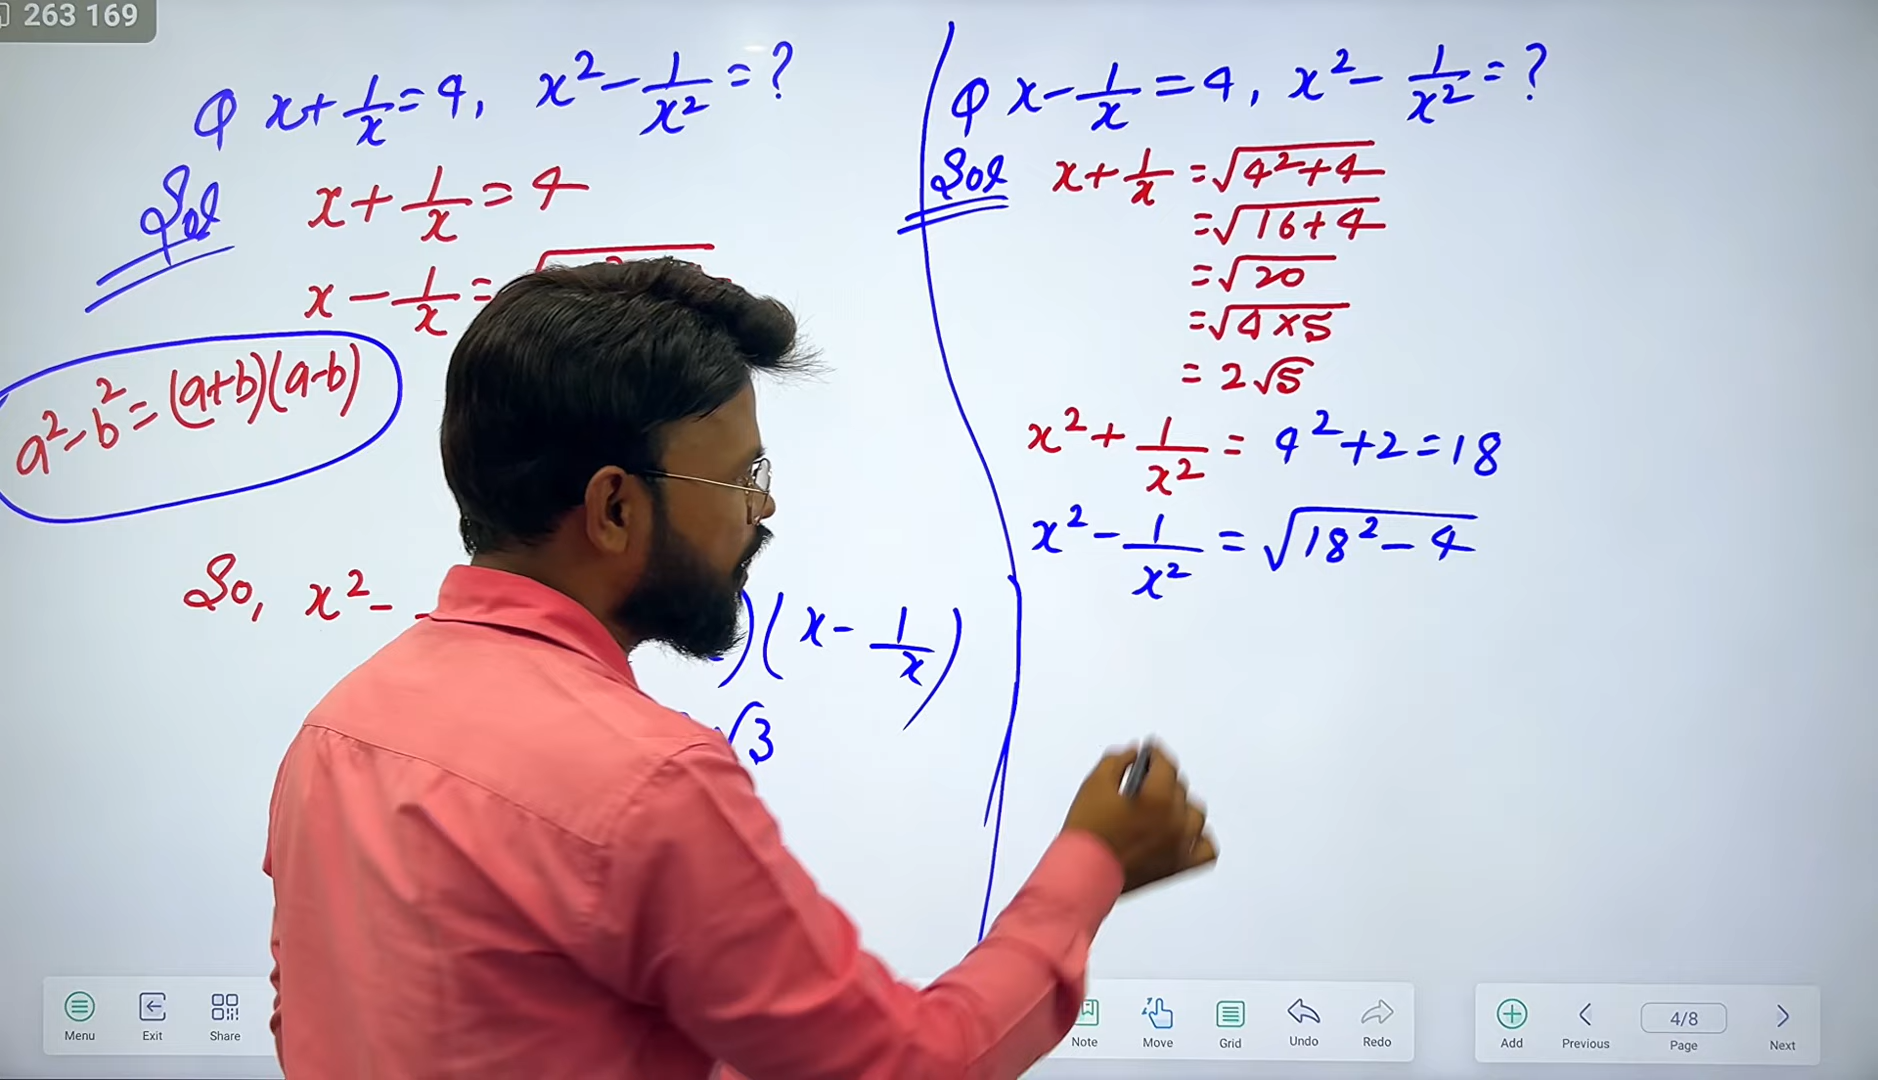 263 169
Q x + 1/x = 4, x² - 1/x² = ?
Sol x + 1/x = 4
x - 1/x =
a² - b² = (a+b)(a-b)
So, x² -
)(x - 1/x)
√3
Q x - 1/x = 4, x² - 1/x² = ?
Sol x + 1/x = √(4²+4)
= √(16+4)
= √20
= √(4×5)
= 2√5
x² + 1/x² = 4² + 2 = 18
x² - 1/x² = √(18² - 4)
Menu Exit Share Note Move Grid Undo Redo Add Previous 4/8 Page Next